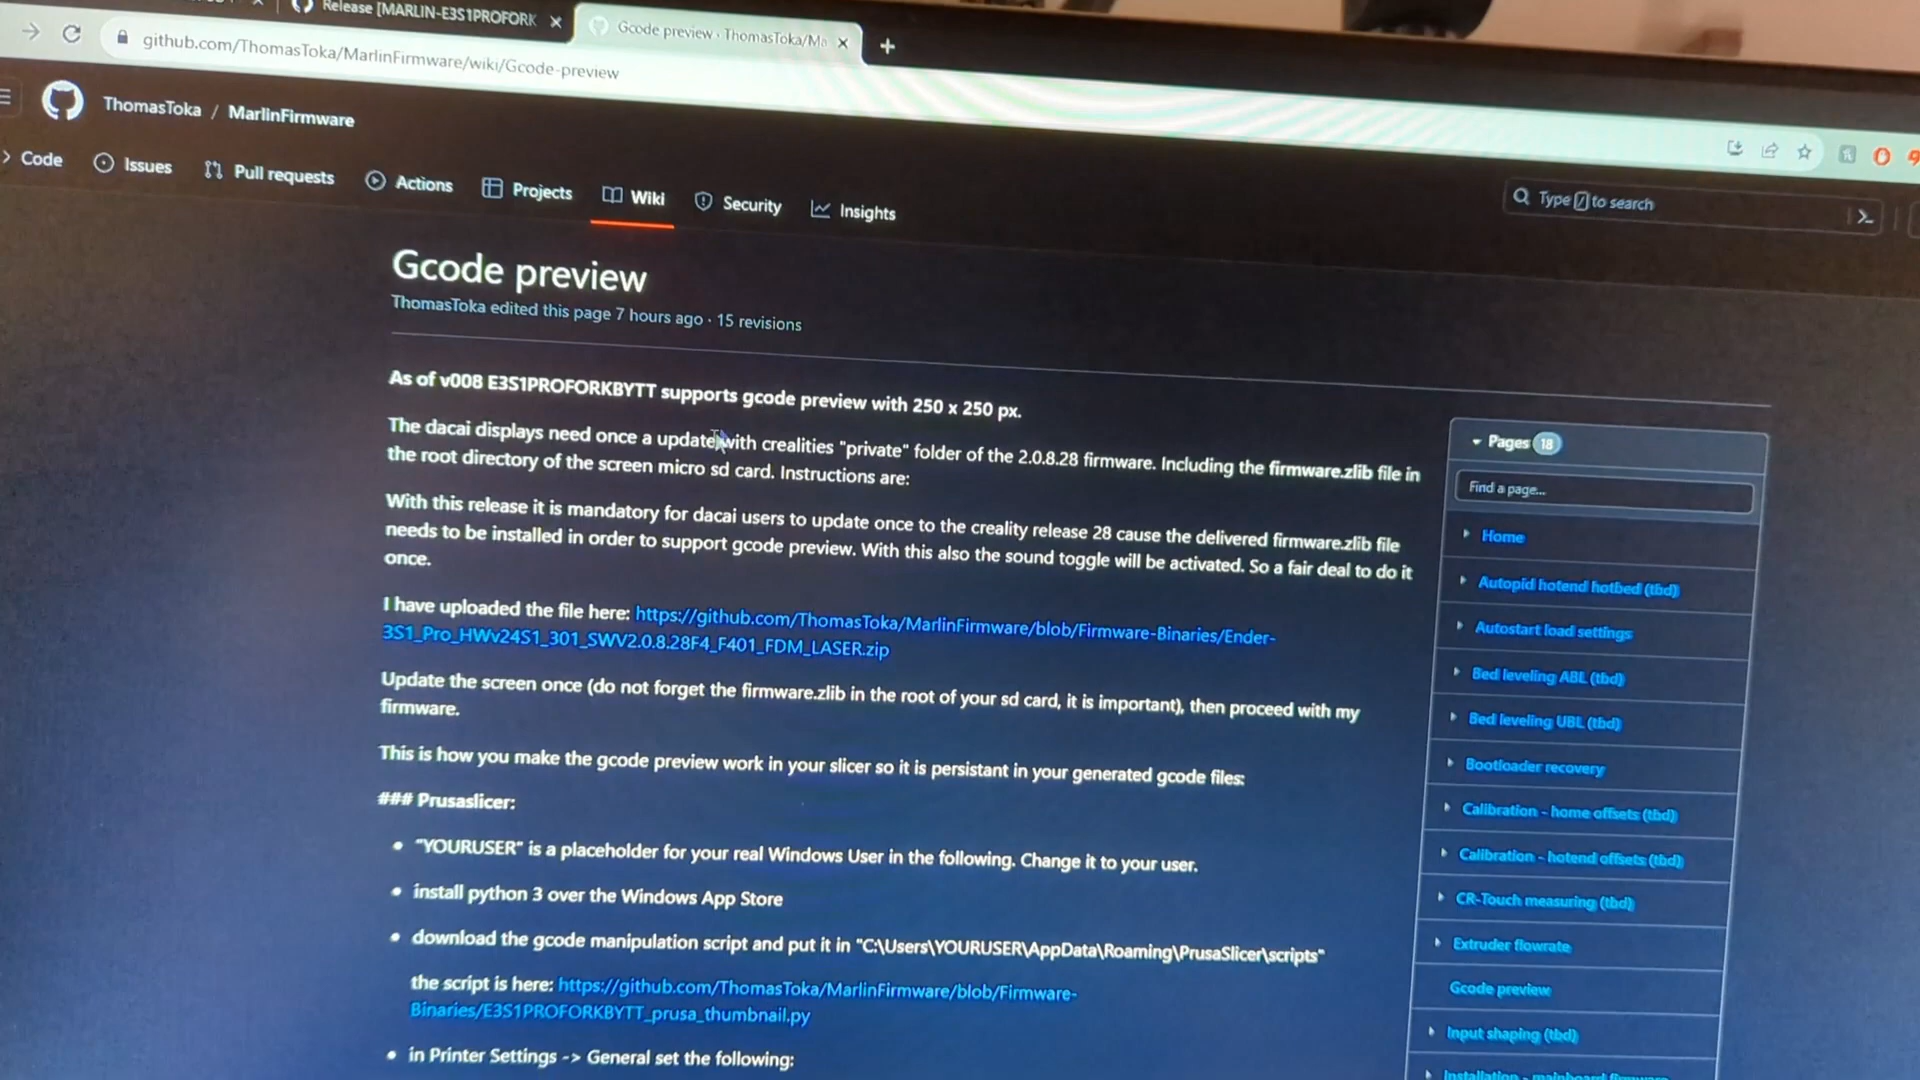 Release [MARLIN-E3S1PROFORK
Gcode preview · ThomasToka/Ma
github.com/ThomasToka/MarlinFirmware/wiki/Gcode-preview
ThomasToka / MarlinFirmware
Code Issues Pull requests Actions Projects Wiki Security Insights
Type / to search
Gcode preview
ThomasToka edited this page 7 hours ago · 15 revisions
As of v008 E3S1PROFORKBYTT supports gcode preview with 250 x 250 px.
The dacai displays need once a update with crealities "private" folder of the 2.0.8.28 firmware. Including the firmware.zlib file in
the root directory of the screen micro sd card. Instructions are:
With this release it is mandatory for dacai users to update once to the creality release 28 cause the delivered firmware.zlib file
needs to be installed in order to support gcode preview. With this also the sound toggle will be activated. So a fair deal to do it
once.
I have uploaded the file here: https://github.com/ThomasToka/MarlinFirmware/blob/Firmware-Binaries/Ender-
3S1_Pro_HWv24S1_301_SWV2.0.8.28F4_F401_FDM_LASER.zip
Update the screen once (do not forget the firmware.zlib in the root of your sd card, it is important), then proceed with my
firmware.
This is how you make the gcode preview work in your slicer so it is persistant in your generated gcode files:
### Prusaslicer:
• "YOURUSER" is a placeholder for your real Windows User in the following. Change it to your user.
• install python 3 over the Windows App Store
• download the gcode manipulation script and put it in "C:\Users\YOURUSER\AppData\Roaming\PrusaSlicer\scripts"
the script is here: https://github.com/ThomasToka/MarlinFirmware/blob/Firmware-
Binaries/E3S1PROFORKBYTT_prusa_thumbnail.py
• in Printer Settings -> General set the following:
Pages 18
Find a page...
Home
Autopid hotend hotbed (tbd)
Autostart load settings
Bed leveling ABL (tbd)
Bed leveling UBL (tbd)
Bootloader recovery
Calibration - home offsets (tbd)
Calibration - hotend offsets (tbd)
CR-Touch measuring (tbd)
Extruder flowrate
Gcode preview
Input shaping (tbd)
Installation - mainboard firmware